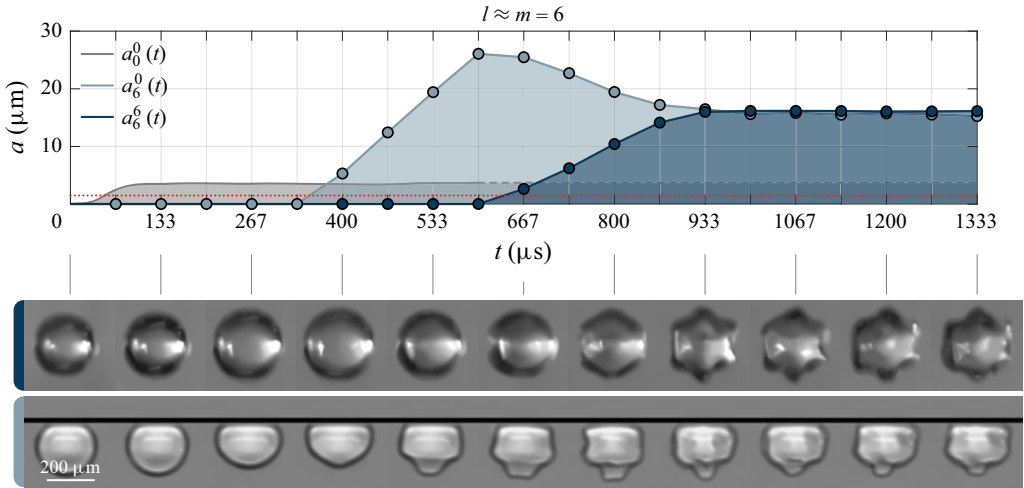 l ≈ m = 6
30
20
10
a (μm)
a₀⁰ (t)
a₆⁰ (t)
a₆⁶ (t)
0 133 267 400 533 667 800 933 1067 1200 1333
t (μs)
200 μm